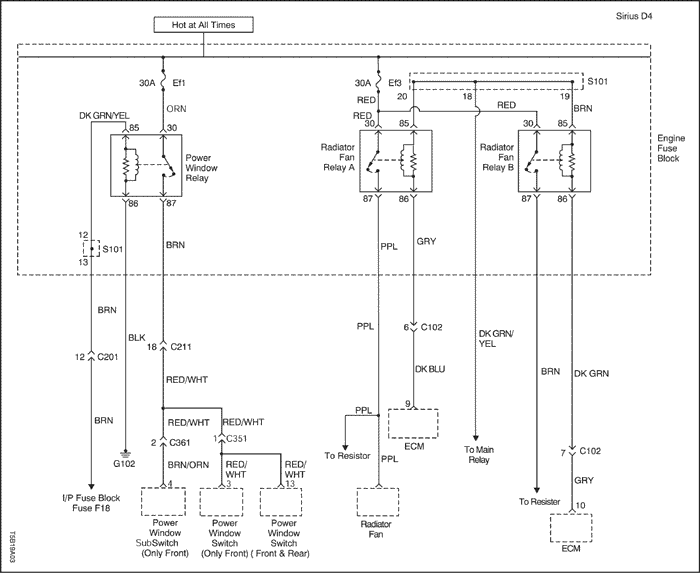 Hot at All Times
Sirius D4
30A Ef1
30A Ef3
20
18
19
S101
DK GRN/YEL
ORN
RED
RED
RED
BRN
85
30
30
85
30
85
Power
Window
Relay
Radiator
Fan
Relay A
Radiator
Fan
Relay B
Engine
Fuse
Block
86
87
87
86
87
86
12
S101
13
BRN
PPL
GRY
BRN
BLK
18 C211
PPL
6 C102
DK GRN/
YEL
12 C201
RED/WHT
DK BLU
BRN
DK GRN
BRN
RED/WHT
RED/WHT
PPL
9
2 C361
1 C351
ECM
To Resistor
To Main
Relay
7 C102
G102
BRN/ORN
RED/
WHT
RED/
WHT
PPL
GRY
4
3
13
I/P Fuse Block
Fuse F18
To Resister
10
Power
Window
SubSwitch
(Only Front)
Power
Window
Switch
(Only Front)
Power
Window
Switch
( Front & Rear)
Radiator
Fan
ECM
TSB19A03